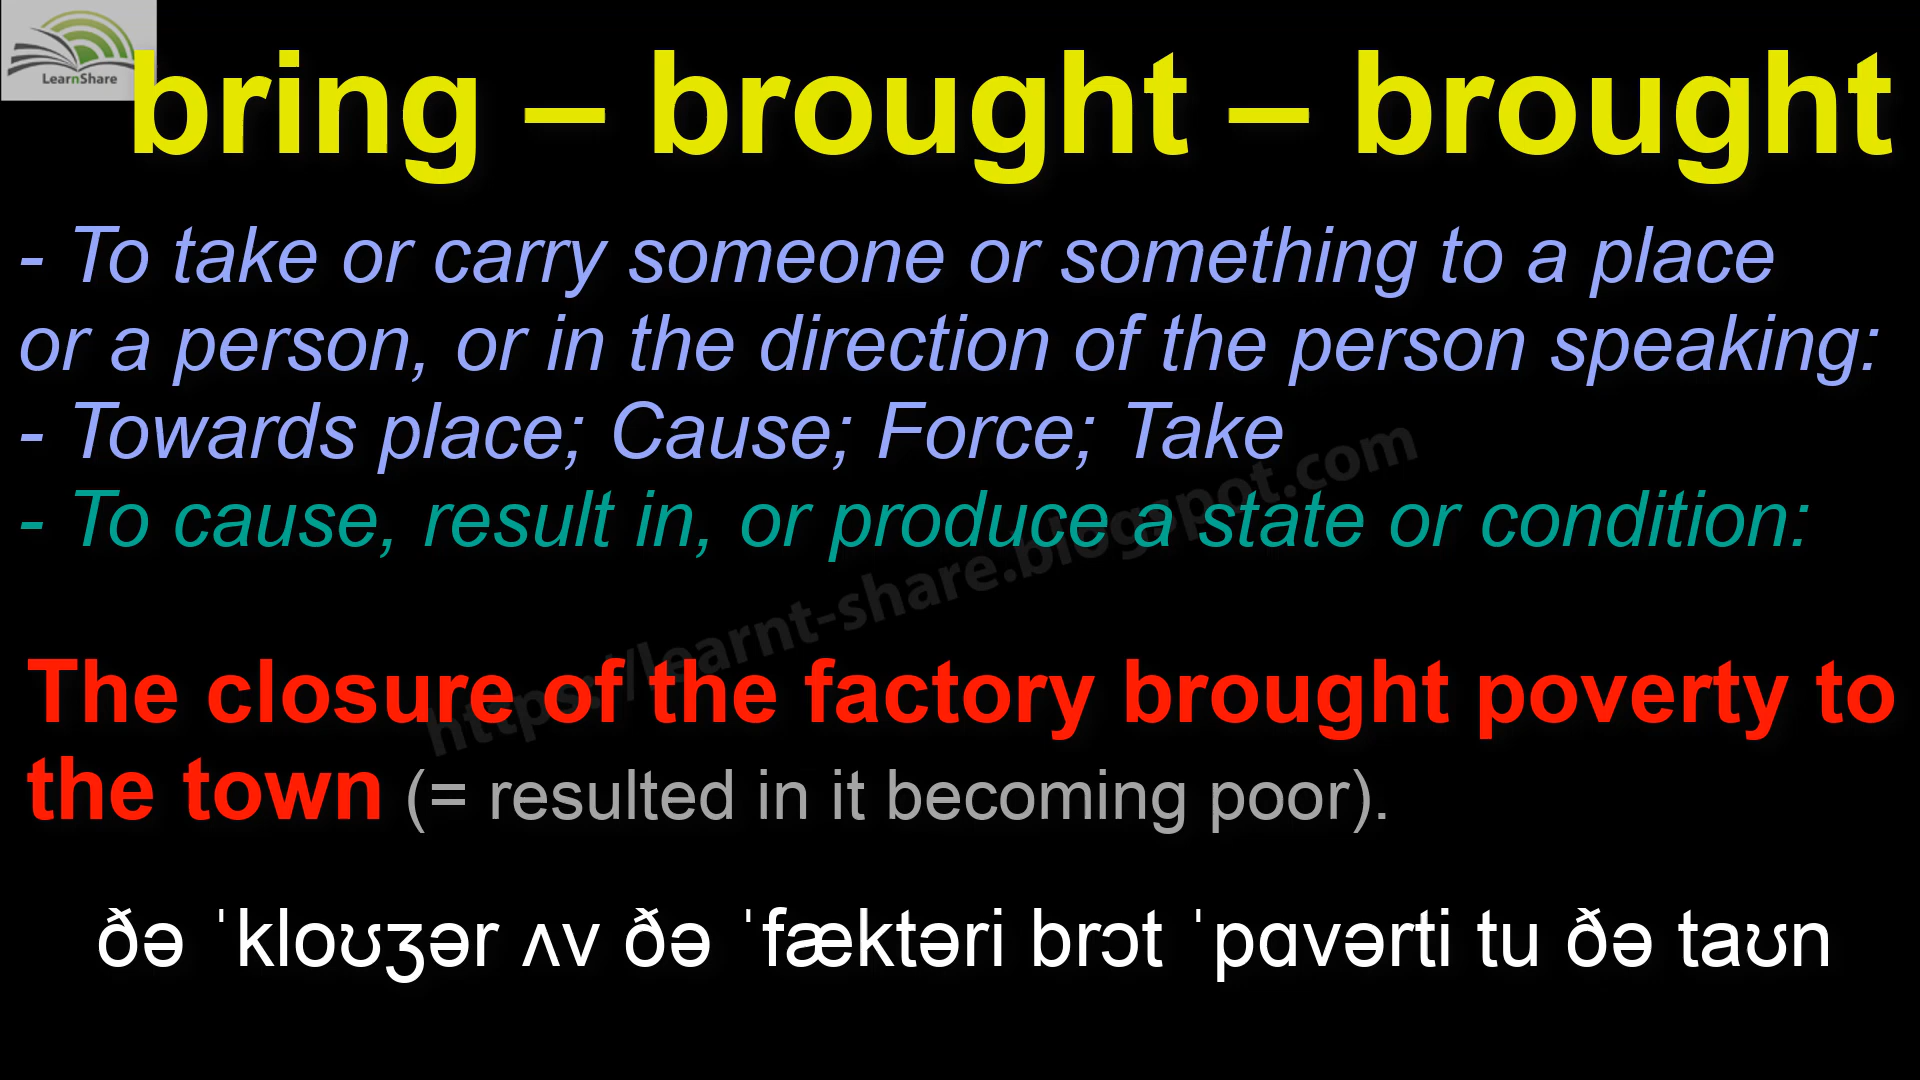 LearnShare
bring – brought – brought
- To take or carry someone or something to a place
or a person, or in the direction of the person speaking:
- Towards place; Cause; Force; Take
- To cause, result in, or produce a state or condition:
https://learnt-share.blogspot.com
The closure of the factory brought poverty to
the town (= resulted in it becoming poor).
ðə ˈkloʊʒər ʌv ðə ˈfæktəri brɔt ˈpɑvərti tu ðə taʊn